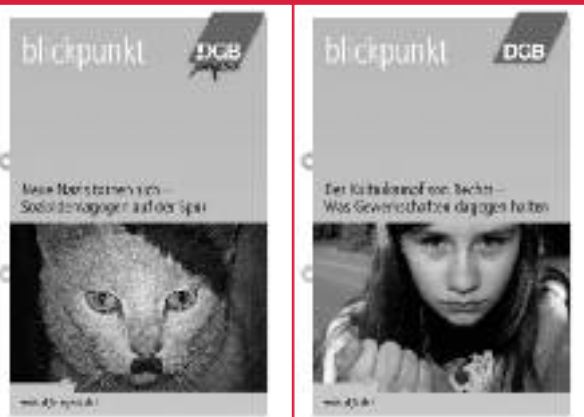 blickpunkt
DGB
Neue Nazis tarnen sich –
Sozialdemagogen auf der Spur
blickpunkt
DGB
Der Kulturkampf von Rechts –
Was Gewerkschaften dagegen halten